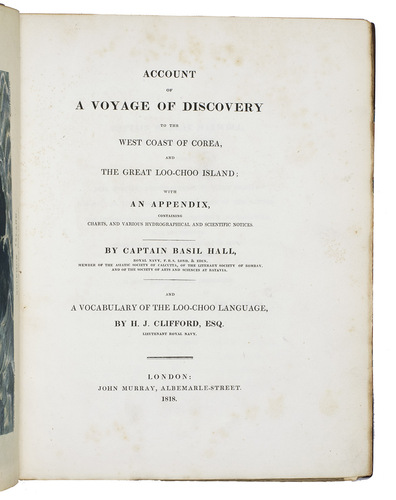 ACCOUNT
OF
A VOYAGE OF DISCOVERY
TO THE
WEST COAST OF COREA,
AND
THE GREAT LOO-CHOO ISLAND;
WITH
AN APPENDIX,
CONTAINING
CHARTS, AND VARIOUS HYDROGRAPHICAL AND SCIENTIFIC NOTICES.
BY CAPTAIN BASIL HALL,
ROYAL NAVY, F.R.S. LOND. & EDIN.
MEMBER OF THE ASIATIC SOCIETY OF CALCUTTA, OF THE LITERARY SOCIETY OF BOMBAY,
AND OF THE SOCIETY OF ARTS AND SCIENCES AT BATAVIA.
AND
A VOCABULARY OF THE LOO-CHOO LANGUAGE,
BY H. J. CLIFFORD, ESQ.
LIEUTENANT ROYAL NAVY.
LONDON:
JOHN MURRAY, ALBEMARLE-STREET.
1818.